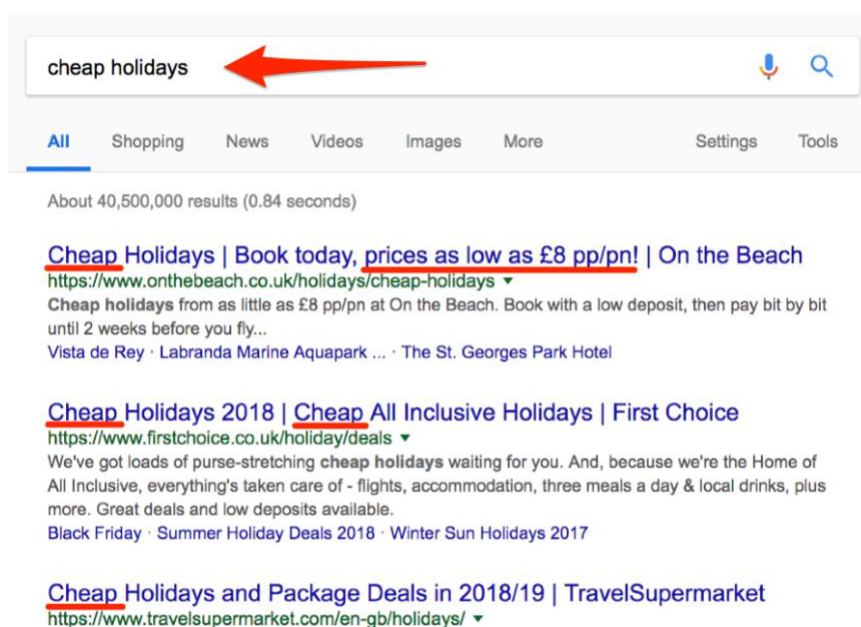 cheap holidays
All Shopping News Videos Images More Settings Tools
About 40,500,000 results (0.84 seconds)
Cheap Holidays | Book today, prices as low as £8 pp/pn! | On the Beach
https://www.onthebeach.co.uk/holidays/cheap-holidays
Cheap holidays from as little as £8 pp/pn at On the Beach. Book with a low deposit, then pay bit by bit
until 2 weeks before you fly...
Vista de Rey · Labranda Marine Aquapark ... · The St. Georges Park Hotel
Cheap Holidays 2018 | Cheap All Inclusive Holidays | First Choice
https://www.firstchoice.co.uk/holiday/deals
We've got loads of purse-stretching cheap holidays waiting for you. And, because we're the Home of
All Inclusive, everything's taken care of - flights, accommodation, three meals a day & local drinks, plus
more. Great deals and low deposits available.
Black Friday · Summer Holiday Deals 2018 · Winter Sun Holidays 2017
Cheap Holidays and Package Deals in 2018/19 | TravelSupermarket
https://www.travelsupermarket.com/en-gb/holidays/